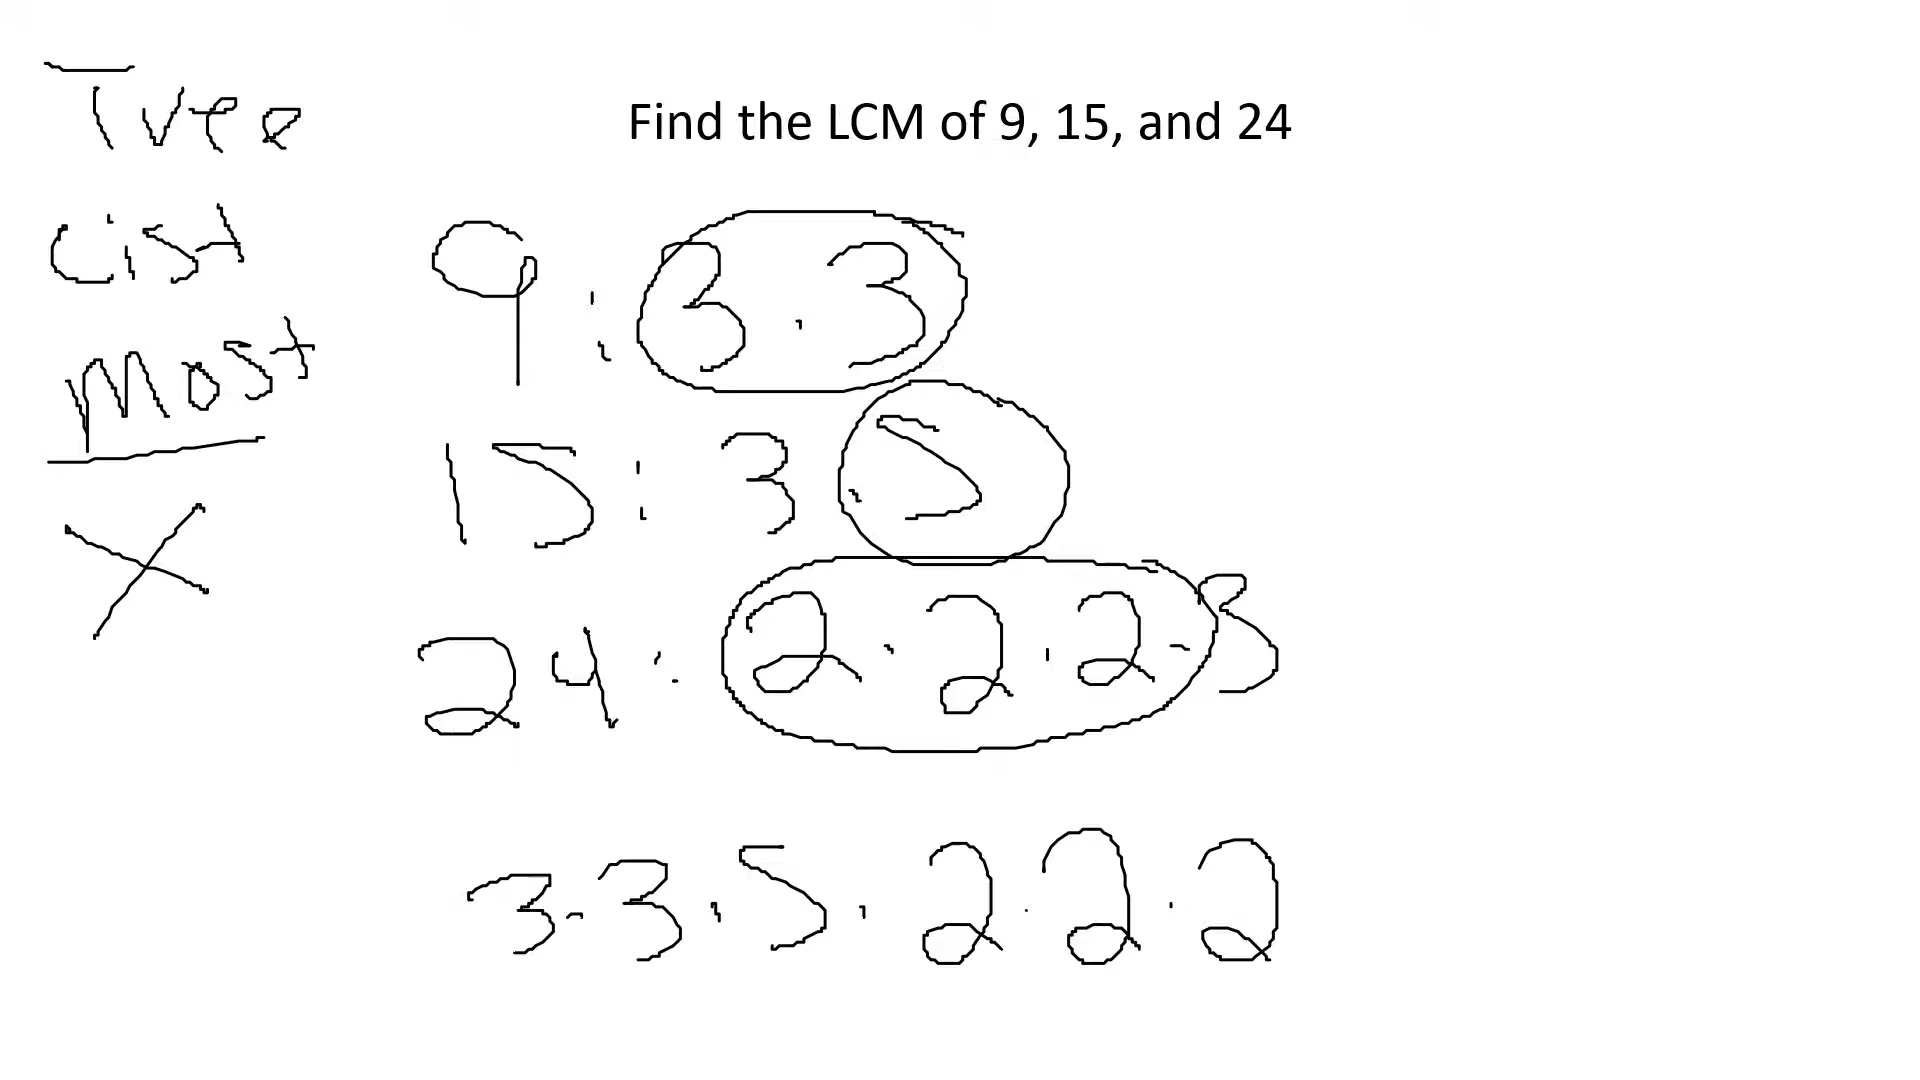 Find the LCM of 9, 15, and 24
Tree
List
Most
X
9 : 3 · 3
15 : 3 · 5
24 : 2 · 2 · 2 · 3
3 · 3 · 5 · 2 · 2 · 2